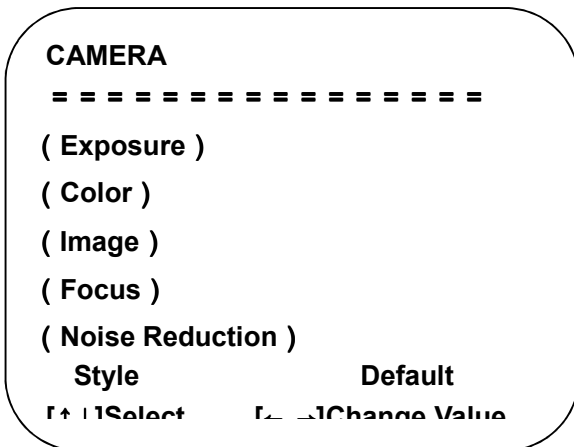 CAMERA
= = = = = = = = = = = = = = = =
( Exposure )
( Color )
( Image )
( Focus )
( Noise Reduction )
Style Default
[↑↓]Select [← →]Change Value